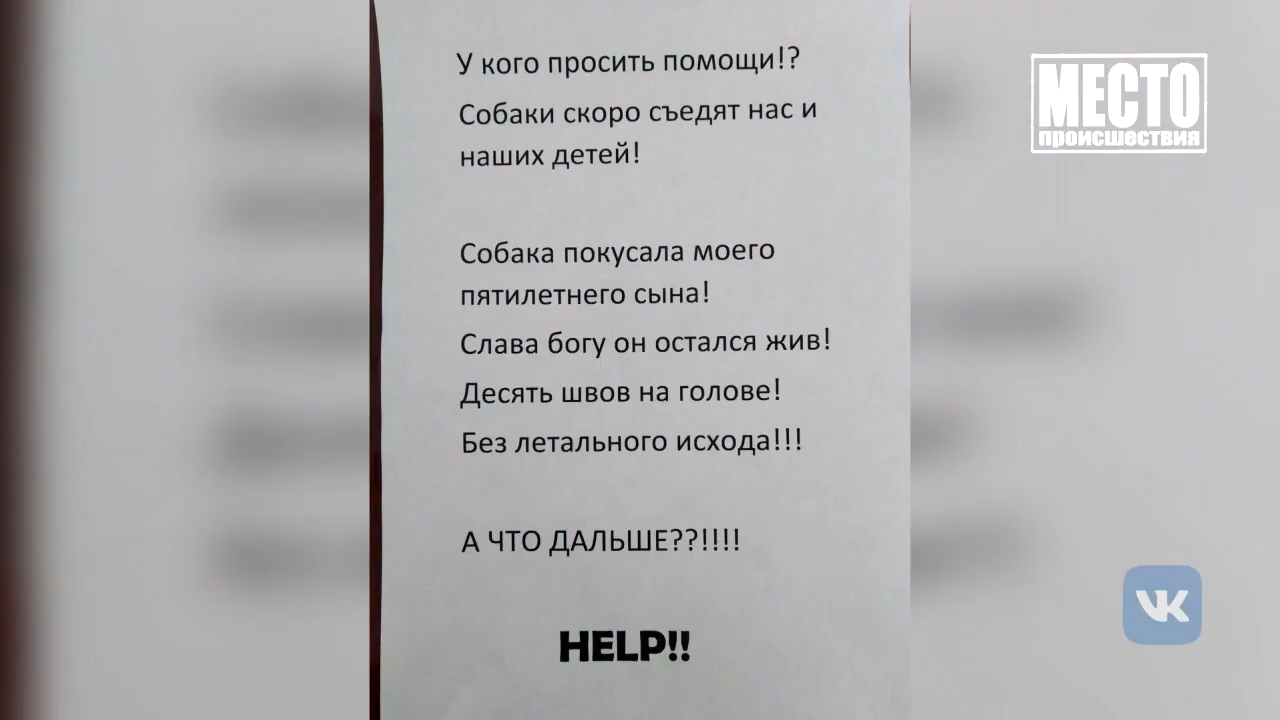 У кого просить помощи!?
Собаки скоро съедят нас и
наших детей!
Собака покусала моего
пятилетнего сына!
Слава богу он остался жив!
Десять швов на голове!
Без летального исхода!!!
А ЧТО ДАЛЬШЕ??!!!!
HELP!!
МЕСТО
ПРОИСШЕСТВИЯ
VK